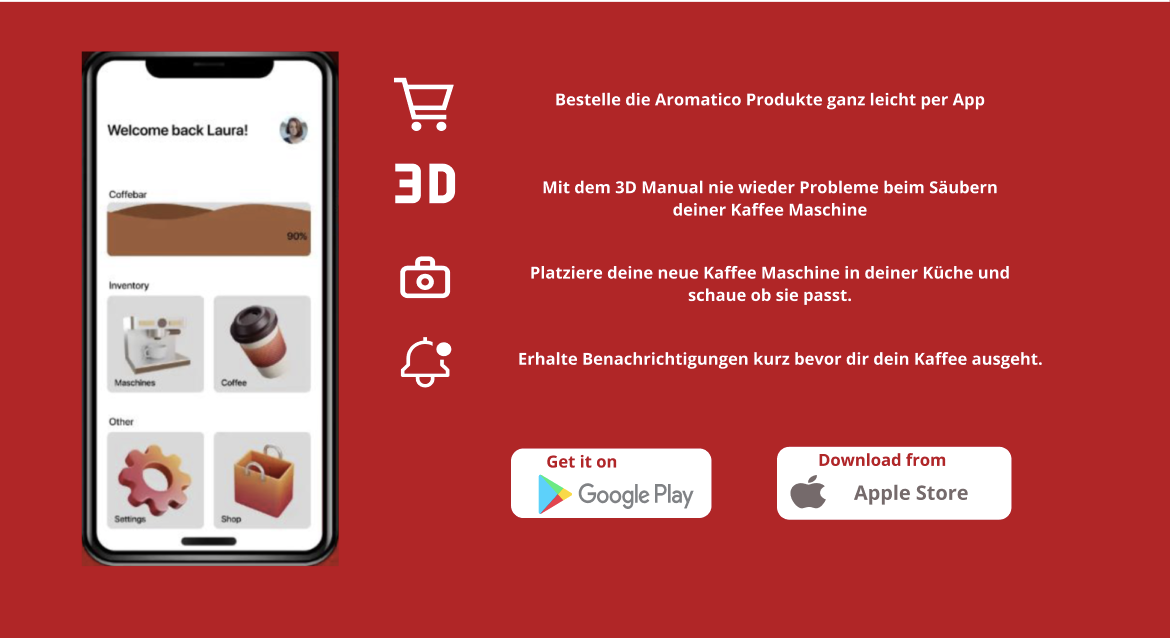 Welcome back Laura!
Coffebar
90%
Inventory
Maschines
Coffee
Other
Settings
Shop
Bestelle die Aromatico Produkte ganz leicht per App
3D
Mit dem 3D Manual nie wieder Probleme beim Säubern
deiner Kaffee Maschine
Platziere deine neue Kaffee Maschine in deiner Küche und
schaue ob sie passt.
Erhalte Benachrichtigungen kurz bevor dir dein Kaffee ausgeht.
Get it on
Google Play
Download from
Apple Store